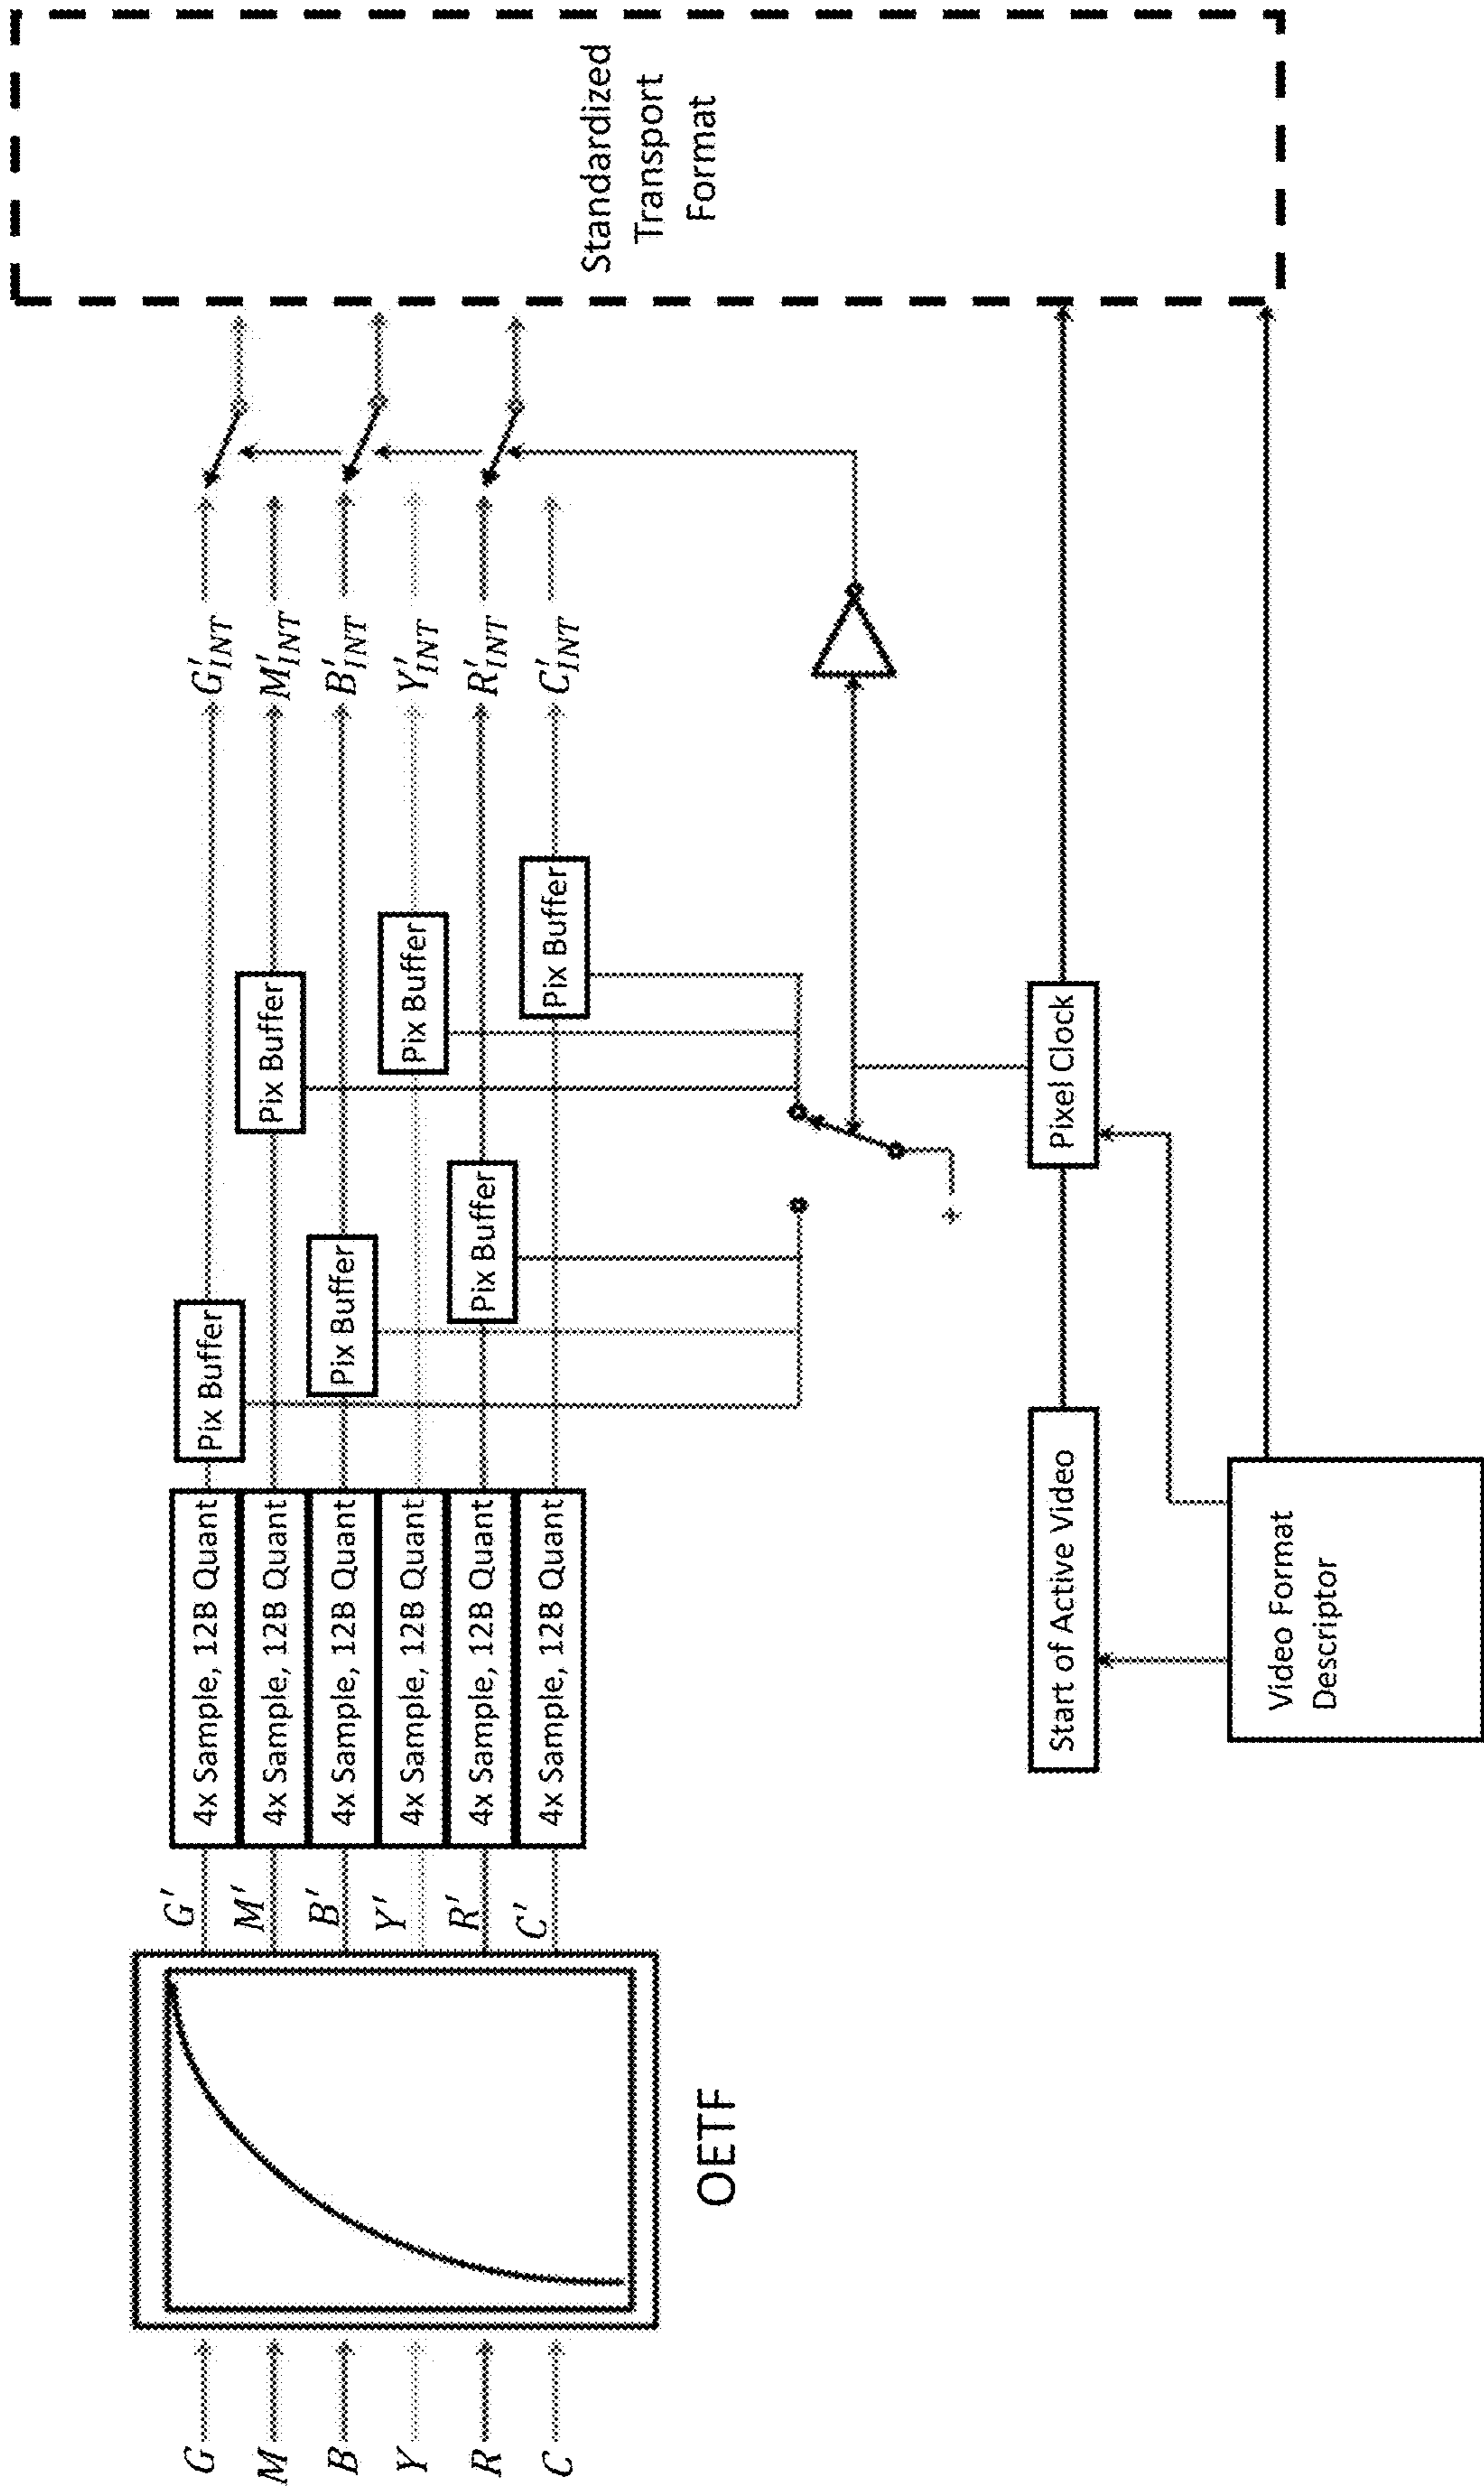 G
M
B
Y
R
C
OETF
G'
M'
B'
Y'
R'
C'
4x Sample, 12B Quant
4x Sample, 12B Quant
4x Sample, 12B Quant
4x Sample, 12B Quant
4x Sample, 12B Quant
4x Sample, 12B Quant
Pix Buffer
Pix Buffer
Pix Buffer
Pix Buffer
Pix Buffer
Pix Buffer
G'INT
M'INT
B'INT
Y'INT
R'INT
C'INT
Standardized
Transport
Format
Start of Active Video
Pixel Clock
Video Format
Descriptor
+